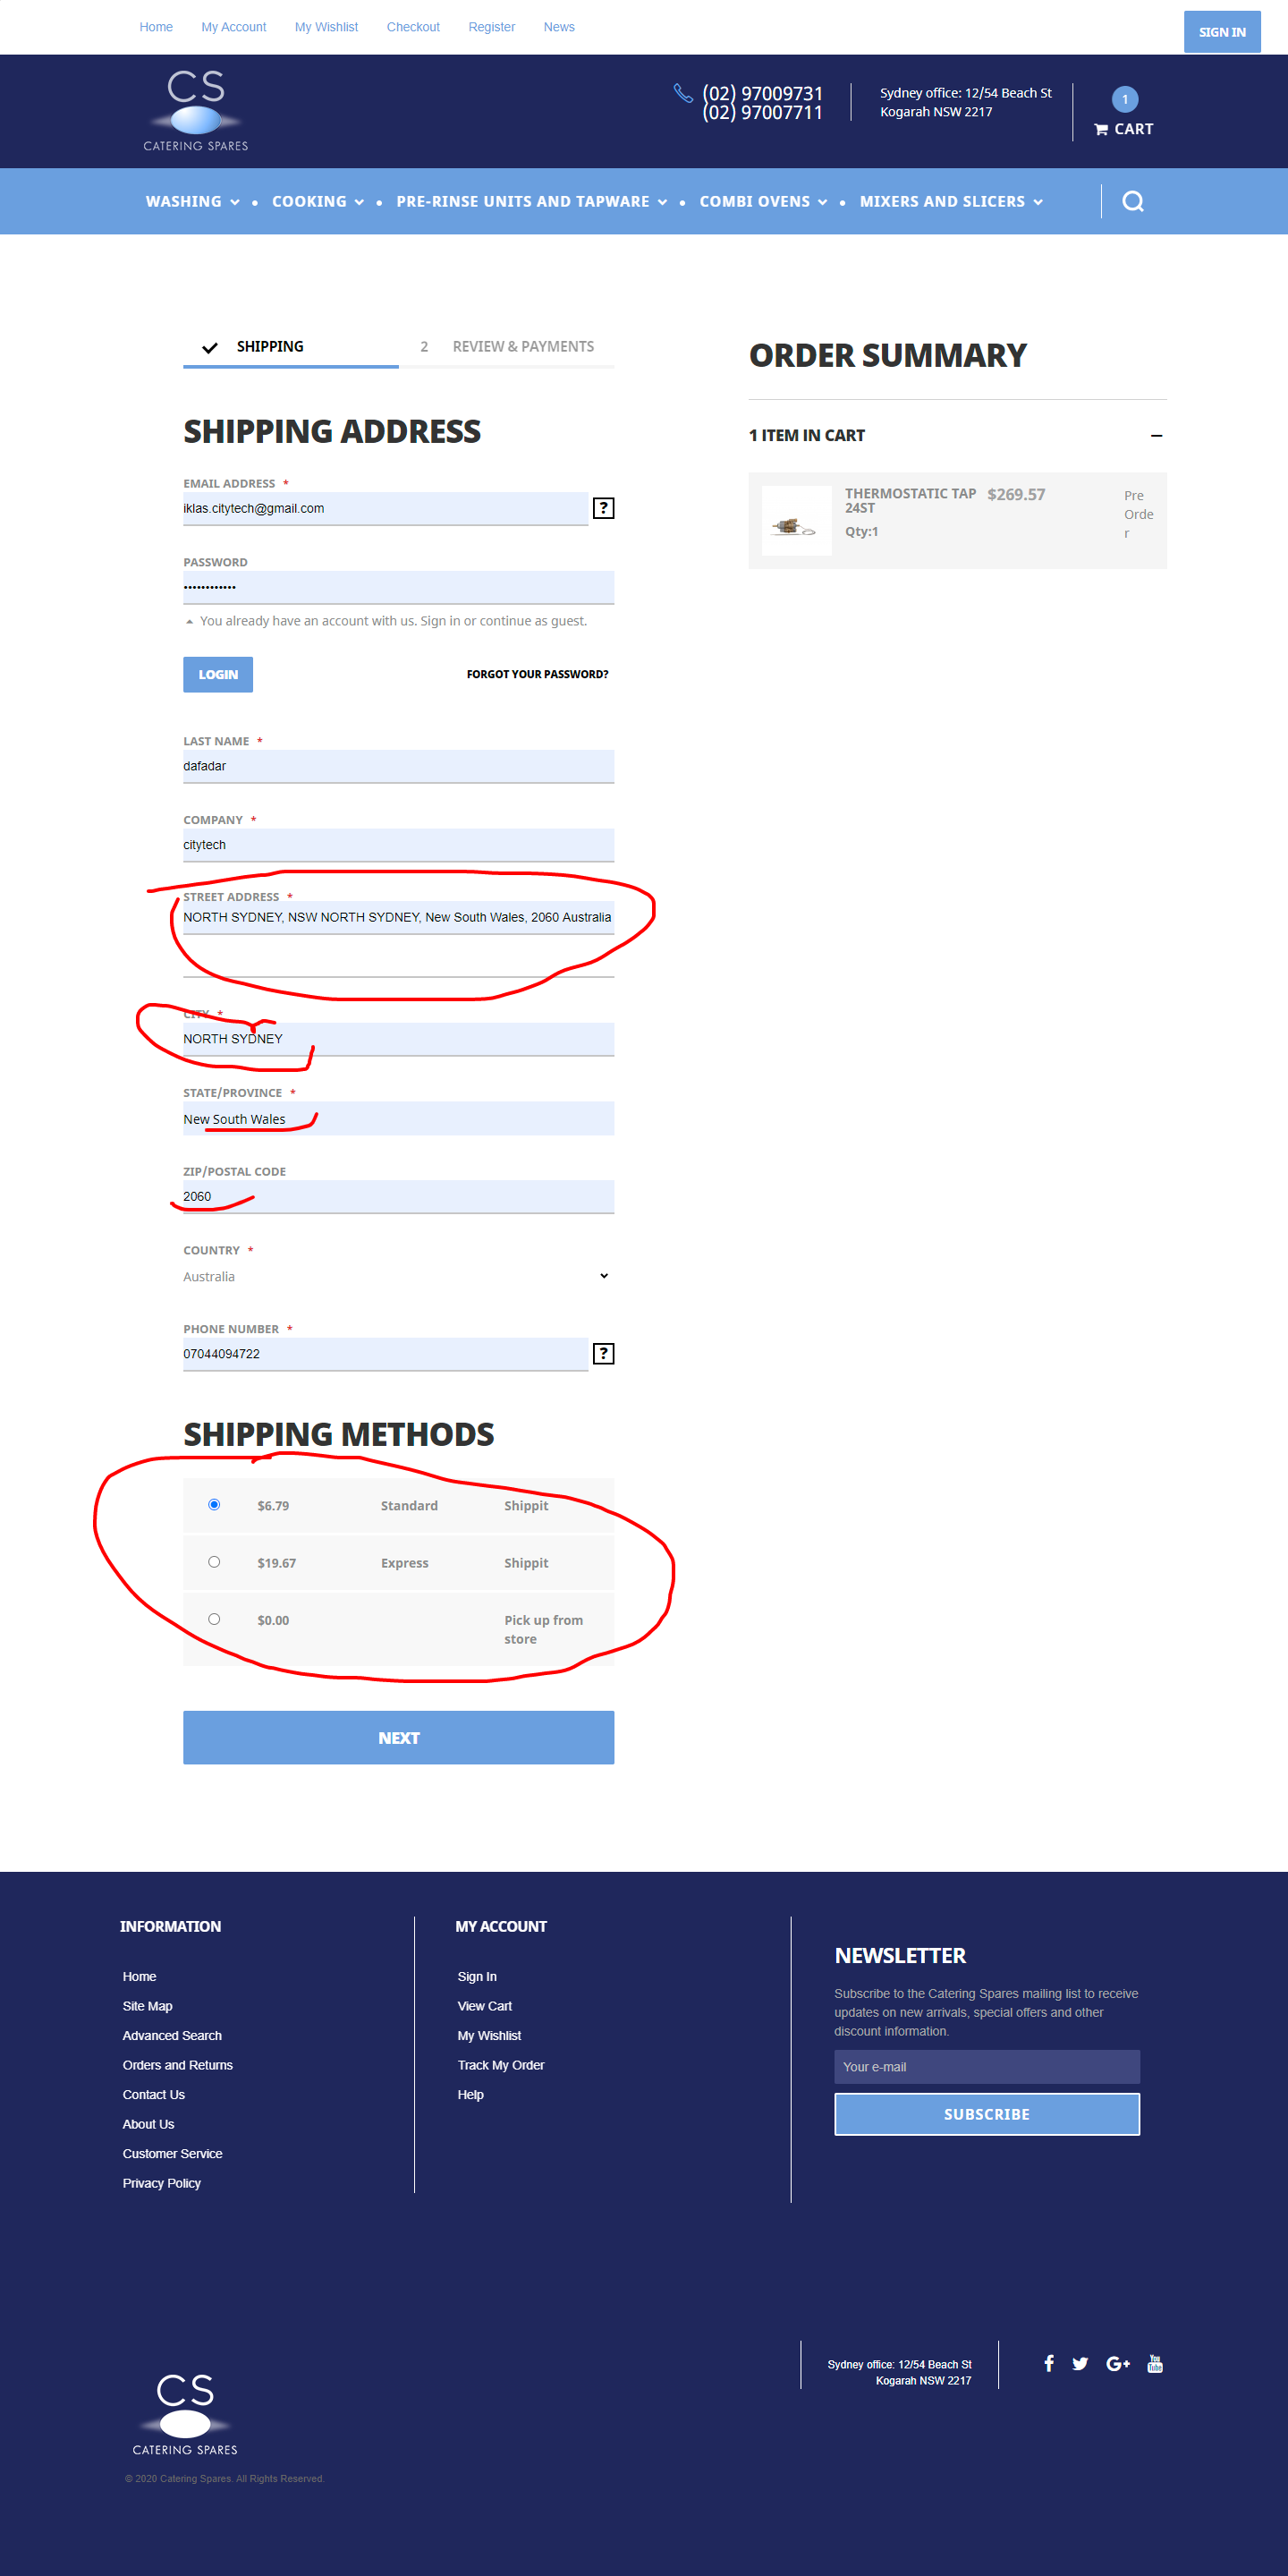 Home My Account My Wishlist Checkout Register News
SIGN IN
CS
CATERING SPARES
(02) 97009731
(02) 97007711
Sydney office: 12/54 Beach St
Kogarah NSW 2217
1
CART
WASHING COOKING PRE-RINSE UNITS AND TAPWARE COMBI OVENS MIXERS AND SLICERS
SHIPPING
2 REVIEW & PAYMENTS
SHIPPING ADDRESS
EMAIL ADDRESS *
iklas.citytech@gmail.com
?
PASSWORD
••••••••••••
You already have an account with us. Sign in or continue as guest.
LOGIN
FORGOT YOUR PASSWORD?
LAST NAME *
dafadar
COMPANY *
citytech
STREET ADDRESS *
NORTH SYDNEY, NSW NORTH SYDNEY, New South Wales, 2060 Australia
CITY *
NORTH SYDNEY
STATE/PROVINCE *
New South Wales
ZIP/POSTAL CODE
2060
COUNTRY *
Australia
PHONE NUMBER *
07044094722
?
SHIPPING METHODS
$6.79 Standard Shippit
$19.67 Express Shippit
$0.00 Pick up from
store
NEXT
ORDER SUMMARY
1 ITEM IN CART
THERMOSTATIC TAP
24ST
$269.57
Qty:1
Pre
Orde
r
INFORMATION
Home
Site Map
Advanced Search
Orders and Returns
Contact Us
About Us
Customer Service
Privacy Policy
MY ACCOUNT
Sign In
View Cart
My Wishlist
Track My Order
Help
NEWSLETTER
Subscribe to the Catering Spares mailing list to receive
updates on new arrivals, special offers and other
discount information.
Your e-mail
SUBSCRIBE
CS
CATERING SPARES
© 2020 Catering Spares. All Rights Reserved.
Sydney office: 12/54 Beach St
Kogarah NSW 2217
f G+ You Tube